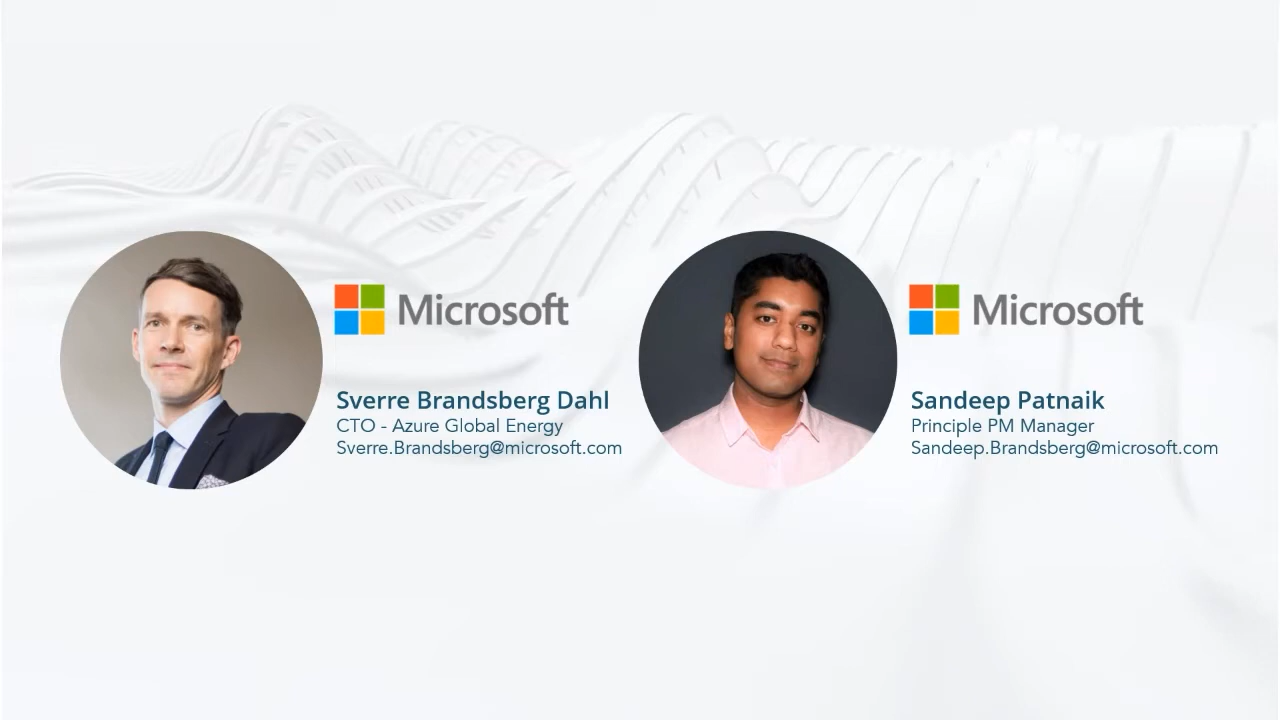 Microsoft
Sverre Brandsberg Dahl
CTO - Azure Global Energy
Sverre.Brandsberg@microsoft.com
Microsoft
Sandeep Patnaik
Principle PM Manager
Sandeep.Brandsberg@microsoft.com